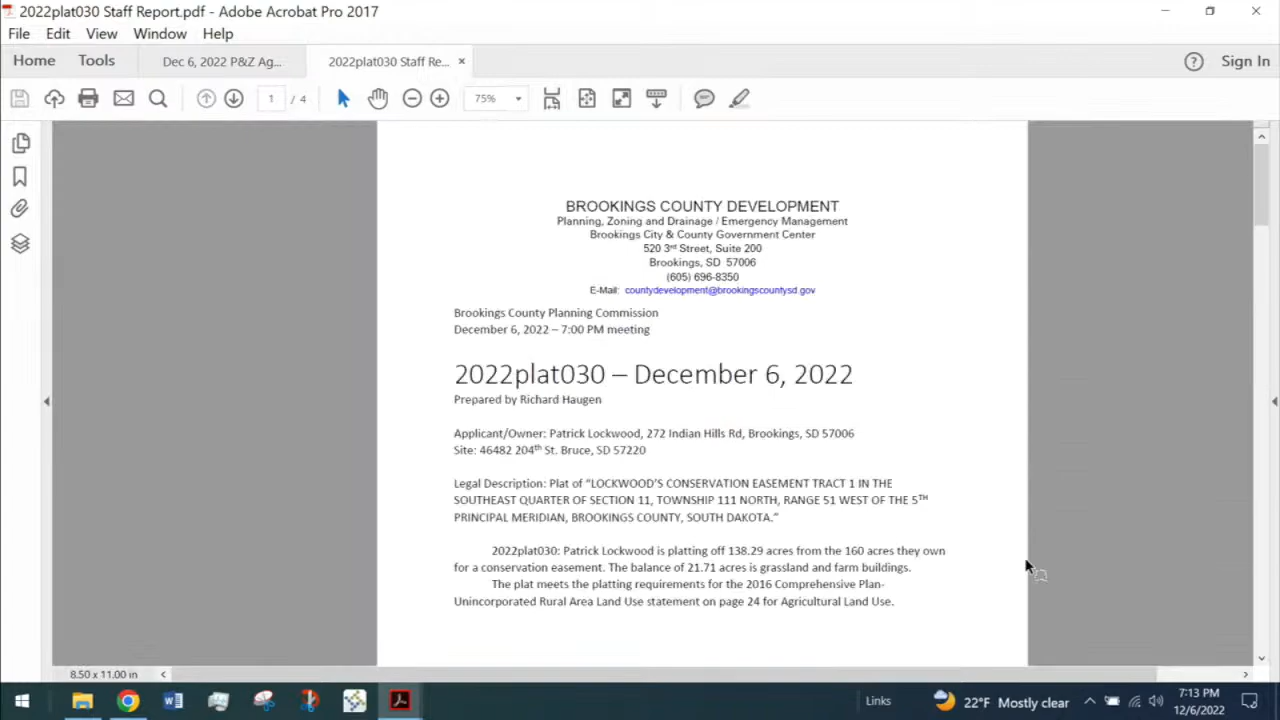 2022plat030 Staff Report.pdf - Adobe Acrobat Pro 2017
File Edit View Window Help
Home Tools Dec 6, 2022 P&Z Ag... 2022plat030 Staff Re... × Sign In
1 / 4 75%
BROOKINGS COUNTY DEVELOPMENT
Planning, Zoning and Drainage / Emergency Management
Brookings City & County Government Center
520 3rd Street, Suite 200
Brookings, SD 57006
(605) 696-8350
E-Mail: countydevelopment@brookingscountysd.gov
Brookings County Planning Commission
December 6, 2022 – 7:00 PM meeting
2022plat030 – December 6, 2022
Prepared by Richard Haugen
Applicant/Owner: Patrick Lockwood, 272 Indian Hills Rd, Brookings, SD 57006
Site: 46482 204th St. Bruce, SD 57220
Legal Description: Plat of “LOCKWOOD’S CONSERVATION EASEMENT TRACT 1 IN THE
SOUTHEAST QUARTER OF SECTION 11, TOWNSHIP 111 NORTH, RANGE 51 WEST OF THE 5TH
PRINCIPAL MERIDIAN, BROOKINGS COUNTY, SOUTH DAKOTA.”
2022plat030: Patrick Lockwood is platting off 138.29 acres from the 160 acres they own
for a conservation easement. The balance of 21.71 acres is grassland and farm buildings.
The plat meets the platting requirements for the 2016 Comprehensive Plan-
Unincorporated Rural Area Land Use statement on page 24 for Agricultural Land Use.
8.50 x 11.00 in
Links 22°F Mostly clear 7:13 PM
12/6/2022